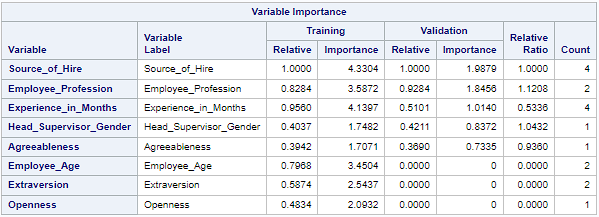 Variable Importance
Variable Variable Label Training Validation Relative Ratio Count
Relative Importance Relative Importance
Source_of_Hire Source_of_Hire 1.0000 4.3304 1.0000 1.9879 1.0000 4
Employee_Profession Employee_Profession 0.8284 3.5872 0.9284 1.8456 1.1208 2
Experience_in_Months Experience_in_Months 0.9560 4.1397 0.5101 1.0140 0.5336 4
Head_Supervisor_Gender Head_Supervisor_Gender 0.4037 1.7482 0.4211 0.8372 1.0432 1
Agreeableness Agreeableness 0.3942 1.7071 0.3690 0.7335 0.9360 1
Employee_Age Employee_Age 0.7968 3.4504 0.0000 0 0.0000 2
Extraversion Extraversion 0.5874 2.5437 0.0000 0 0.0000 2
Openness Openness 0.4834 2.0932 0.0000 0 0.0000 1